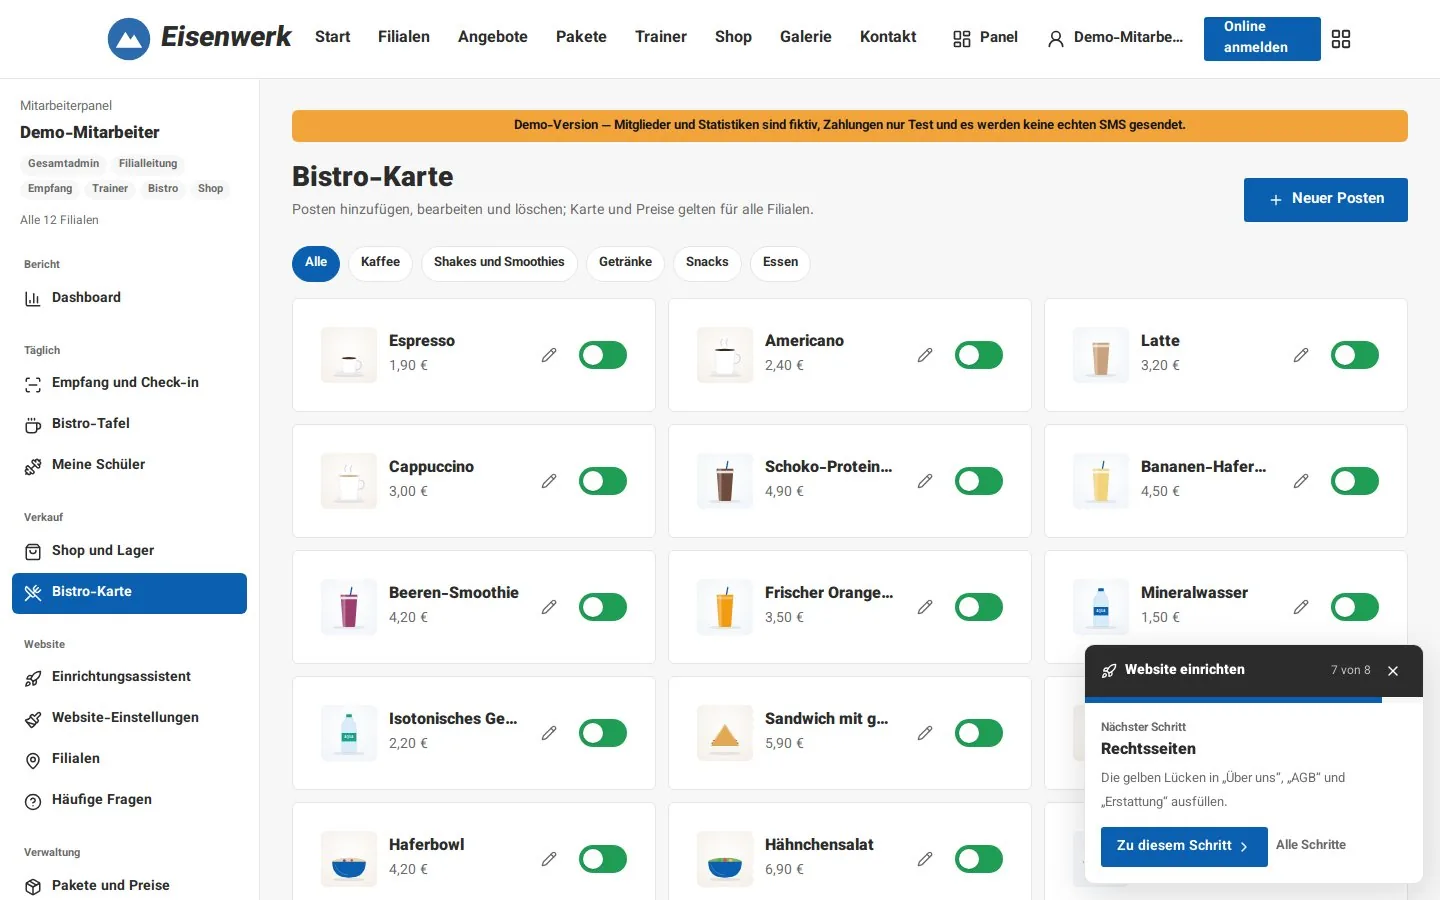 Eisenwerk
Start
Filialen
Angebote
Pakete
Trainer
Shop
Galerie
Kontakt
Panel
Demo-Mitarbe...
Online
anmelden
Mitarbeiterpanel
Demo-Mitarbeiter
Gesamtadmin
Filialleitung
Empfang
Trainer
Bistro
Shop
Alle 12 Filialen
Bericht
Dashboard
Täglich
Empfang und Check-in
Bistro-Tafel
Meine Schüler
Verkauf
Shop und Lager
Bistro-Karte
Website
Einrichtungsassistent
Website-Einstellungen
Filialen
Häufige Fragen
Verwaltung
Pakete und Preise
Demo-Version — Mitglieder und Statistiken sind fiktiv, Zahlungen nur Test und es werden keine echten SMS gesendet.
Bistro-Karte
Posten hinzufügen, bearbeiten und löschen; Karte und Preise gelten für alle Filialen.
+ Neuer Posten
Alle
Kaffee
Shakes und Smoothies
Getränke
Snacks
Essen
Espresso
1,90 €
Americano
2,40 €
Latte
3,20 €
Cappuccino
3,00 €
Schoko-Protein...
4,90 €
Bananen-Hafer...
4,50 €
Beeren-Smoothie
4,20 €
Frischer Orange...
3,50 €
Mineralwasser
1,50 €
Isotonisches Ge...
2,20 €
Sandwich mit g...
5,90 €
Haferbowl
4,20 €
Hähnchensalat
6,90 €
Website einrichten
7 von 8
Nächster Schritt
Rechtsseiten
Die gelben Lücken in „Über uns“, „AGB“ und
„Erstattung“ ausfüllen.
Zu diesem Schritt
Alle Schritte